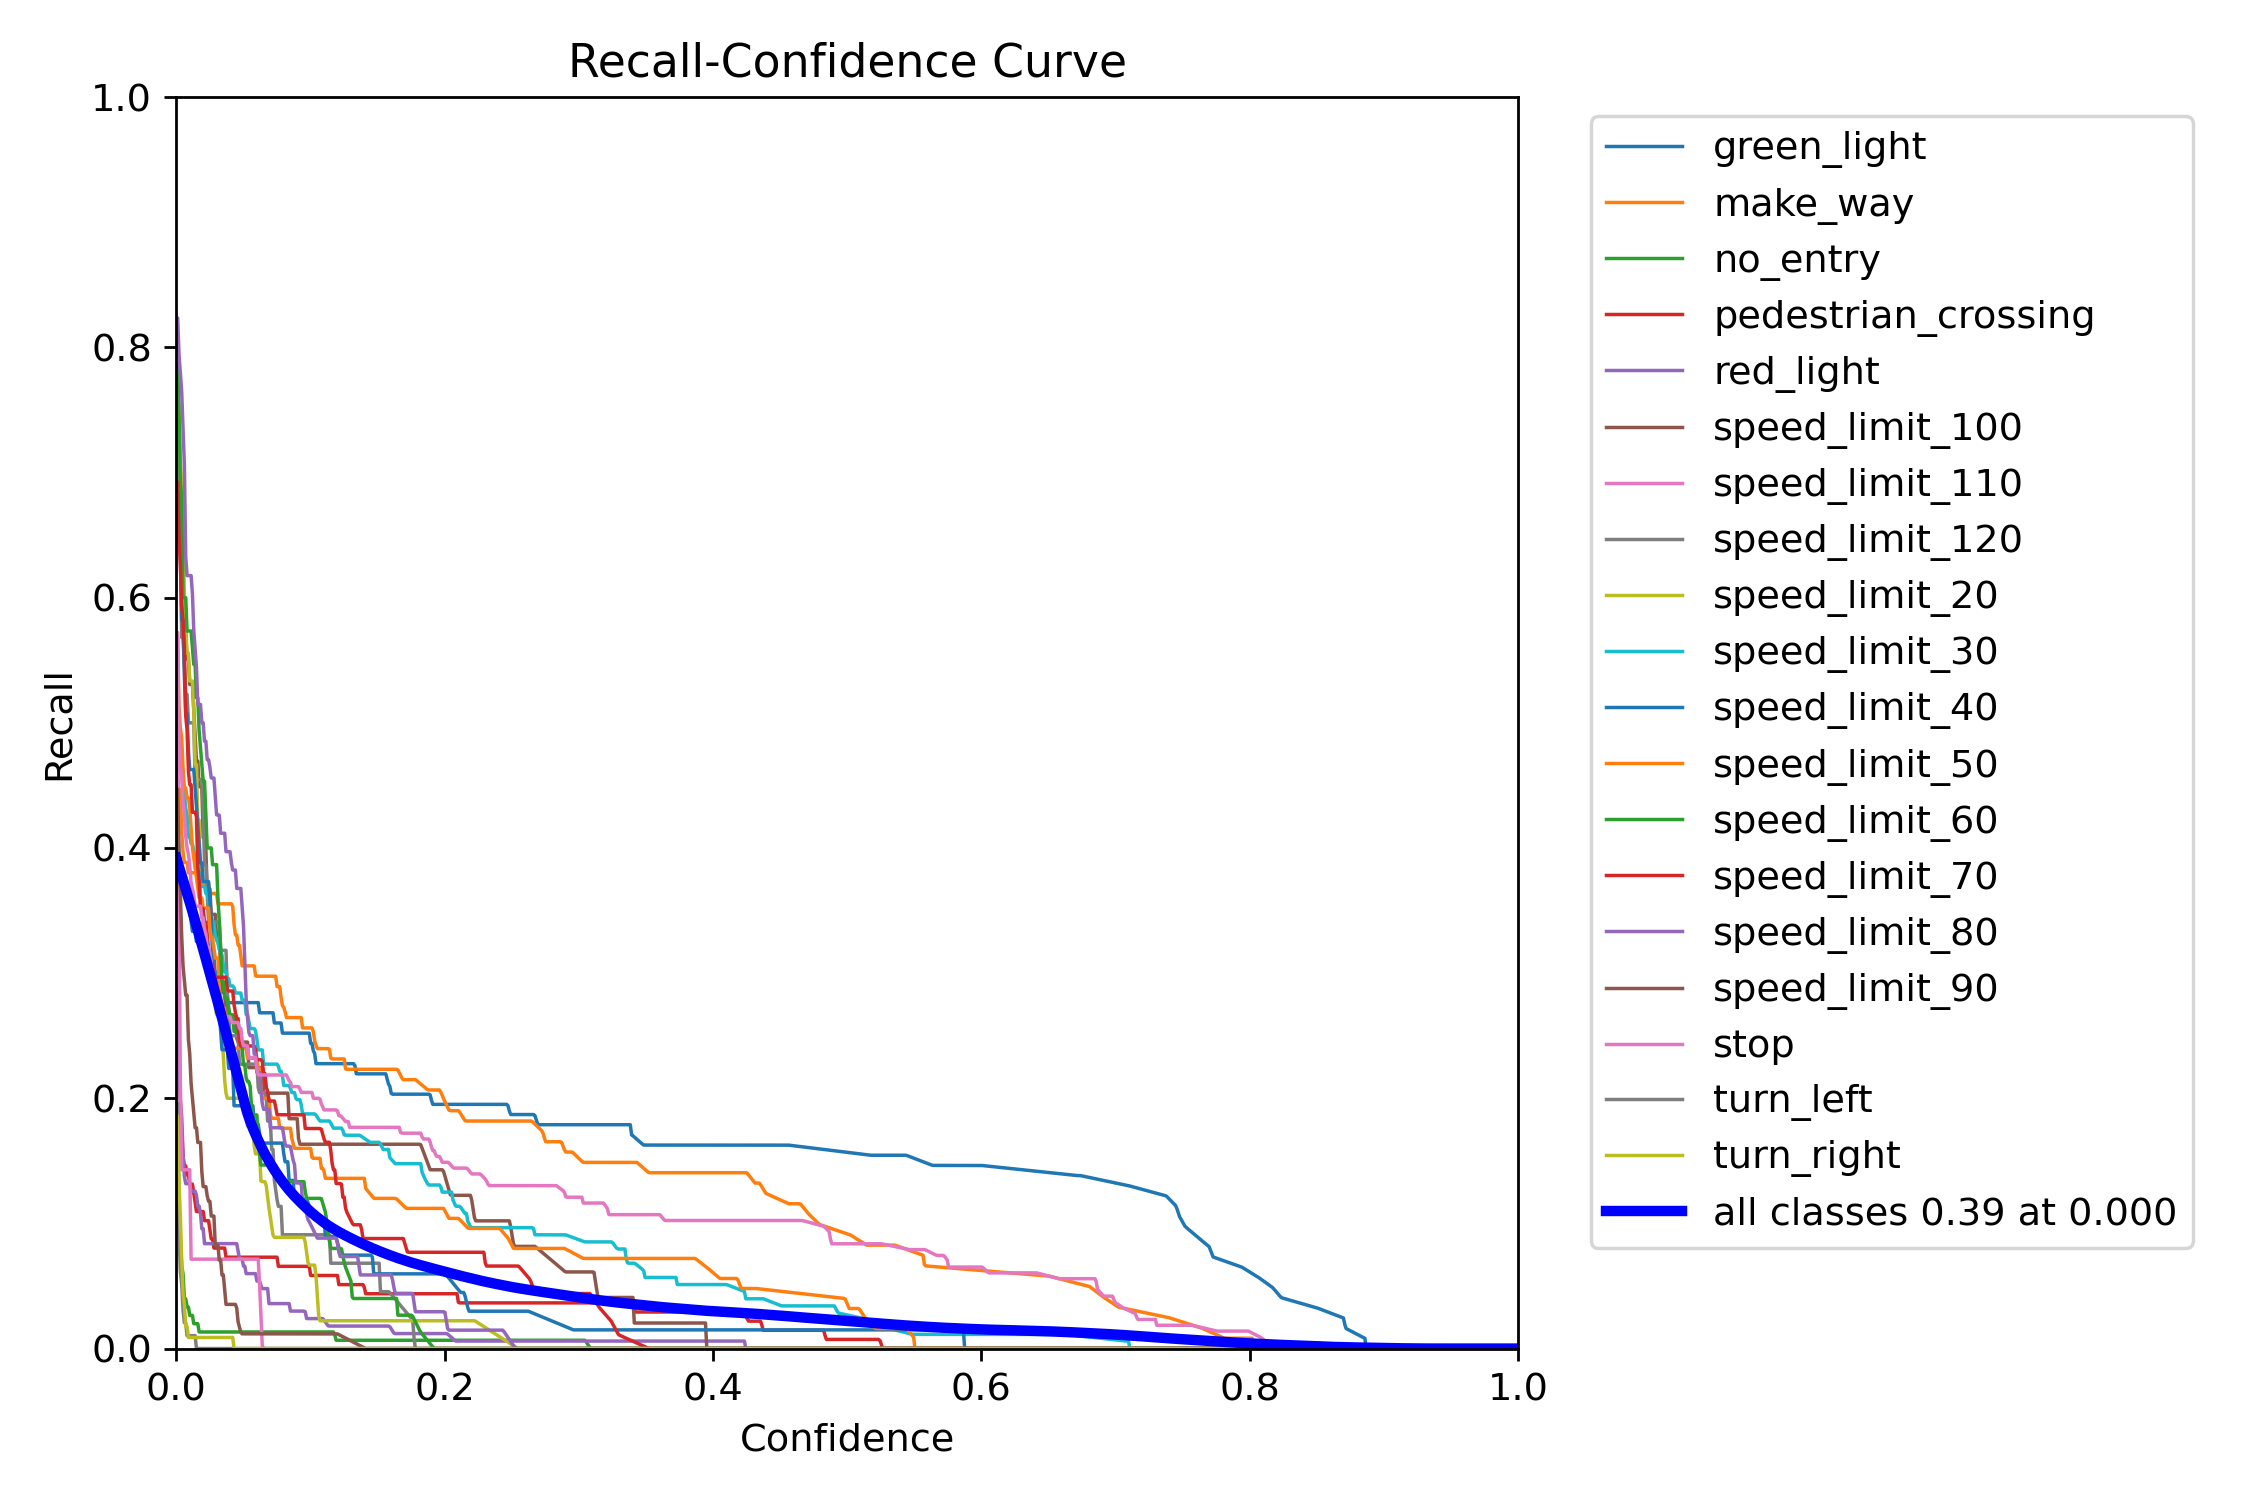 Recall-Confidence Curve
1.0
0.8
0.6
0.4
0.2
0.0
Recall
0.0 0.2 0.4 0.6 0.8 1.0
Confidence
green_light
make_way
no_entry
pedestrian_crossing
red_light
speed_limit_100
speed_limit_110
speed_limit_120
speed_limit_20
speed_limit_30
speed_limit_40
speed_limit_50
speed_limit_60
speed_limit_70
speed_limit_80
speed_limit_90
stop
turn_left
turn_right
all classes 0.39 at 0.000